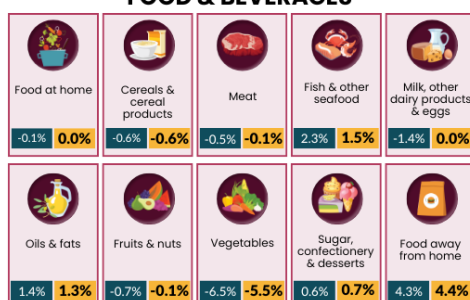 FOOD & BEVERAGES
Food at home
-0.1% 0.0%
Cereals &
cereal
products
-0.6% -0.6%
Meat
-0.5% -0.1%
Fish & other
seafood
2.3% 1.5%
Milk, other
dairy products
& eggs
-1.4% 0.0%
Oils & fats
1.4% 1.3%
Fruits & nuts
-0.7% -0.1%
Vegetables
-6.5% -5.5%
Sugar,
confectionery
& desserts
0.6% 0.7%
Food away
from home
4.3% 4.4%